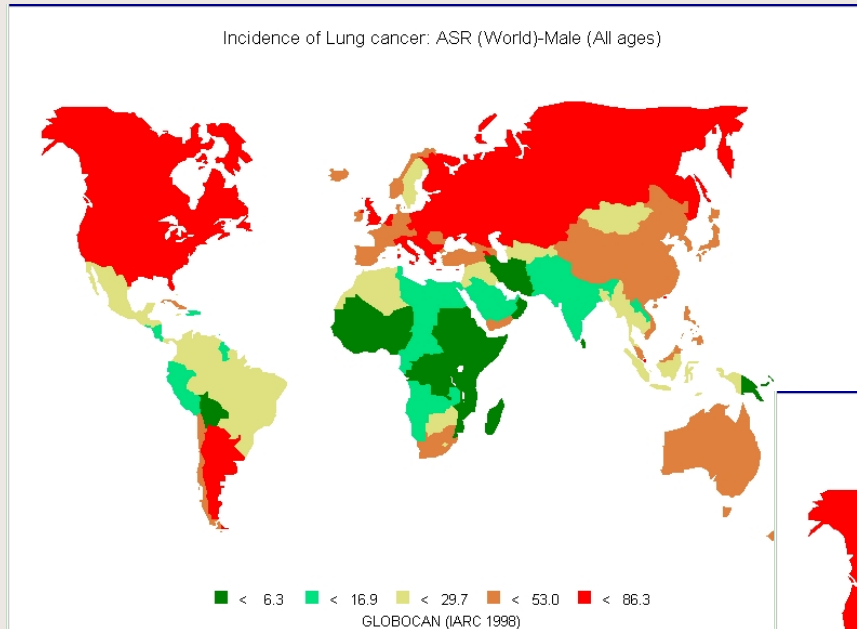 Incidence of Lung cancer: ASR (World)-Male (All ages)
< 6.3 < 16.9 < 29.7 < 53.0 < 86.3
GLOBOCAN (IARC 1998)